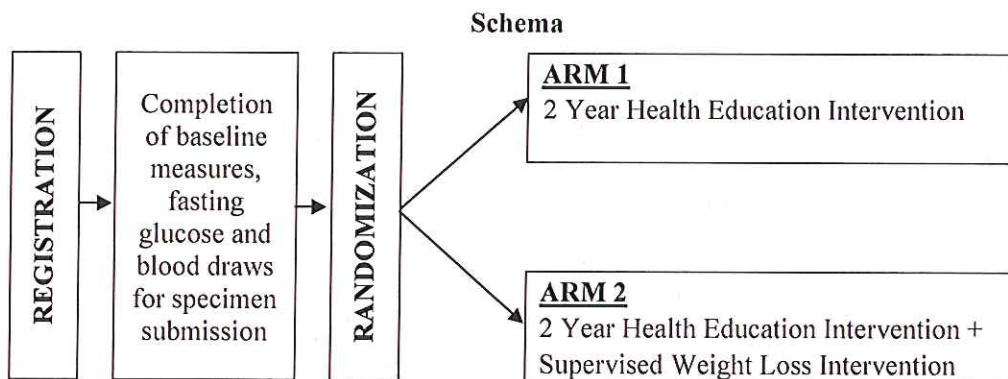 Schema
REGISTRATION
Completion
of baseline
measures,
fasting
glucose and
blood draws
for specimen
submission
RANDOMIZATION
ARM 1
2 Year Health Education Intervention
ARM 2
2 Year Health Education Intervention +
Supervised Weight Loss Intervention